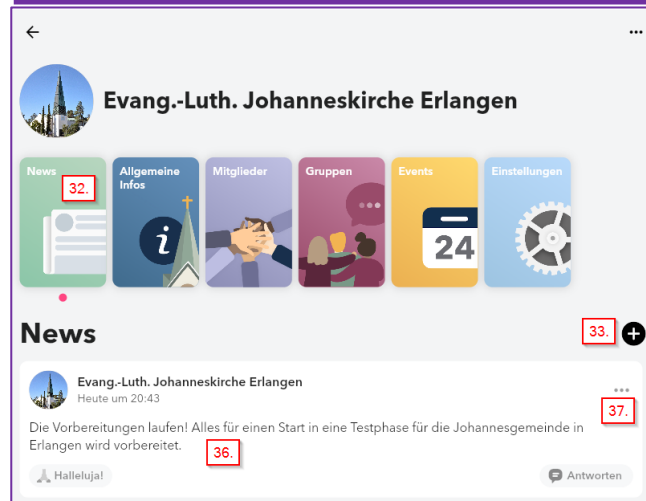 Evang.-Luth. Johanneskirche Erlangen
News
32.
Allgemeine
Infos
Mitglieder
Gruppen
Events
24
Einstellungen
News
33.
Evang.-Luth. Johanneskirche Erlangen
Heute um 20:43
37.
Die Vorbereitungen laufen! Alles für einen Start in eine Testphase für die Johannesgemeinde in
Erlangen wird vorbereitet.
36.
Halleluja!
Antworten